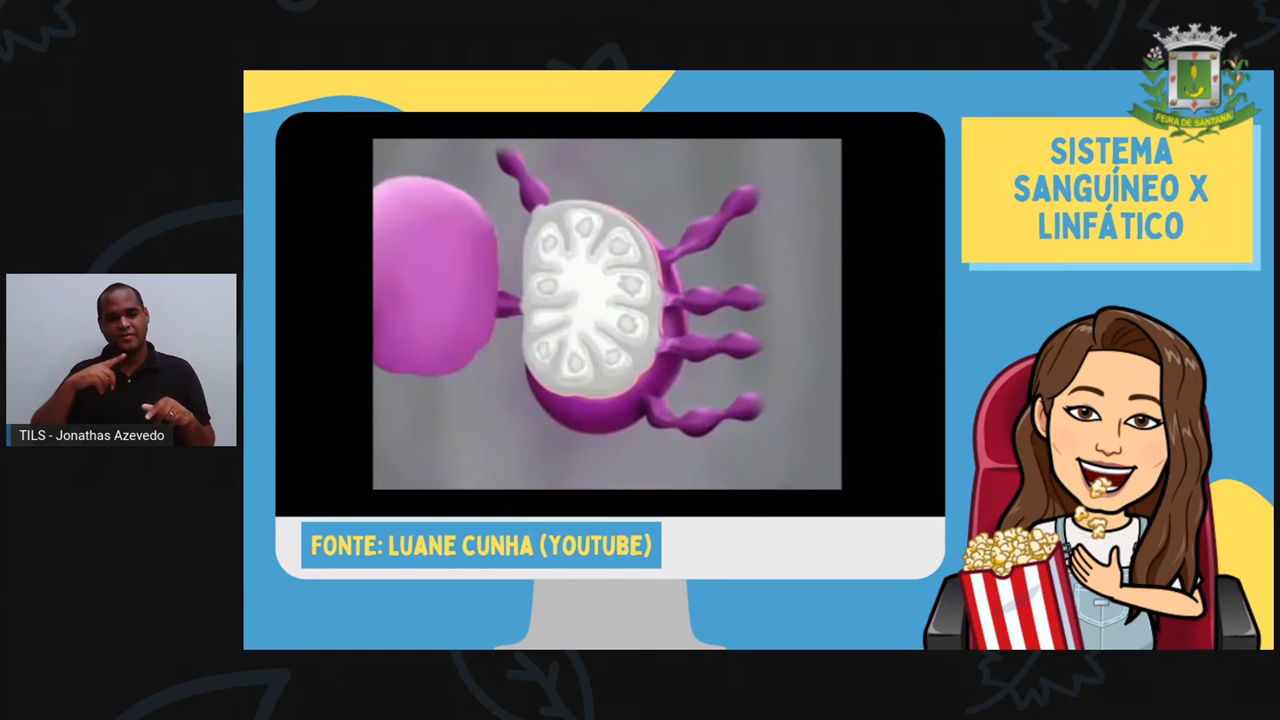 FEIRA DE SANTANA
SISTEMA
SANGUÍNEO X
LINFÁTICO
TILS - Jonathas Azevedo
FONTE: LUANE CUNHA (YOUTUBE)